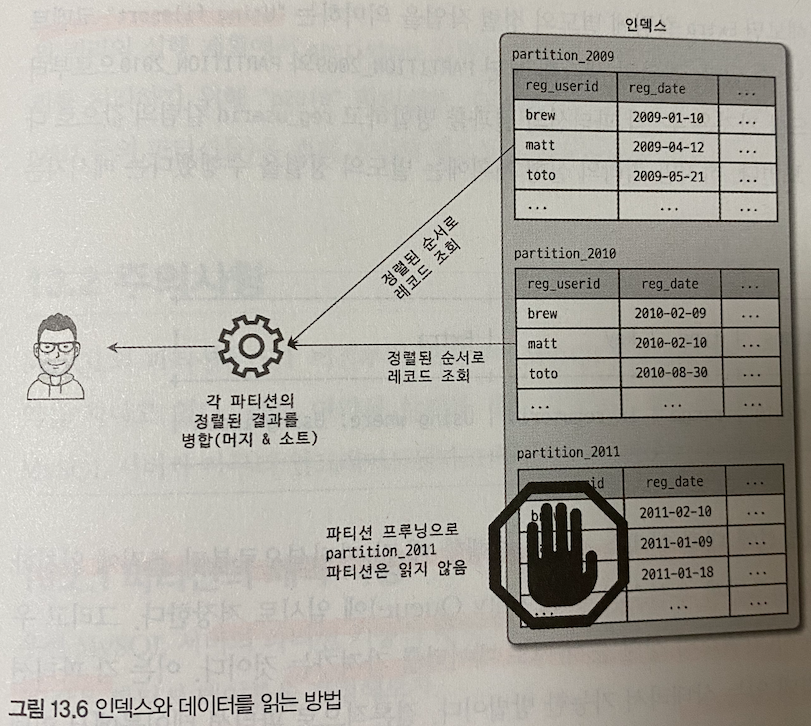 인덱스
partition_2009
reg_userid reg_date ...
brew 2009-01-10 ...
matt 2009-04-12 ...
toto 2009-05-21 ...
... ... ...
정렬된 순서로
레코드 조회
partition_2010
reg_userid reg_date ...
brew 2010-02-09 ...
matt 2010-02-10 ...
toto 2010-08-30 ...
... ... ...
정렬된 순서로
레코드 조회
각 파티션의
정렬된 결과를
병합(머지 & 소트)
partition_2011
reg_date ...
2011-02-10 ...
2011-01-09 ...
2011-01-18 ...
... ... ...
파티션 프루닝으로
partition_2011
파티션은 읽지 않음
그림 13.6 인덱스와 데이터를 읽는 방법